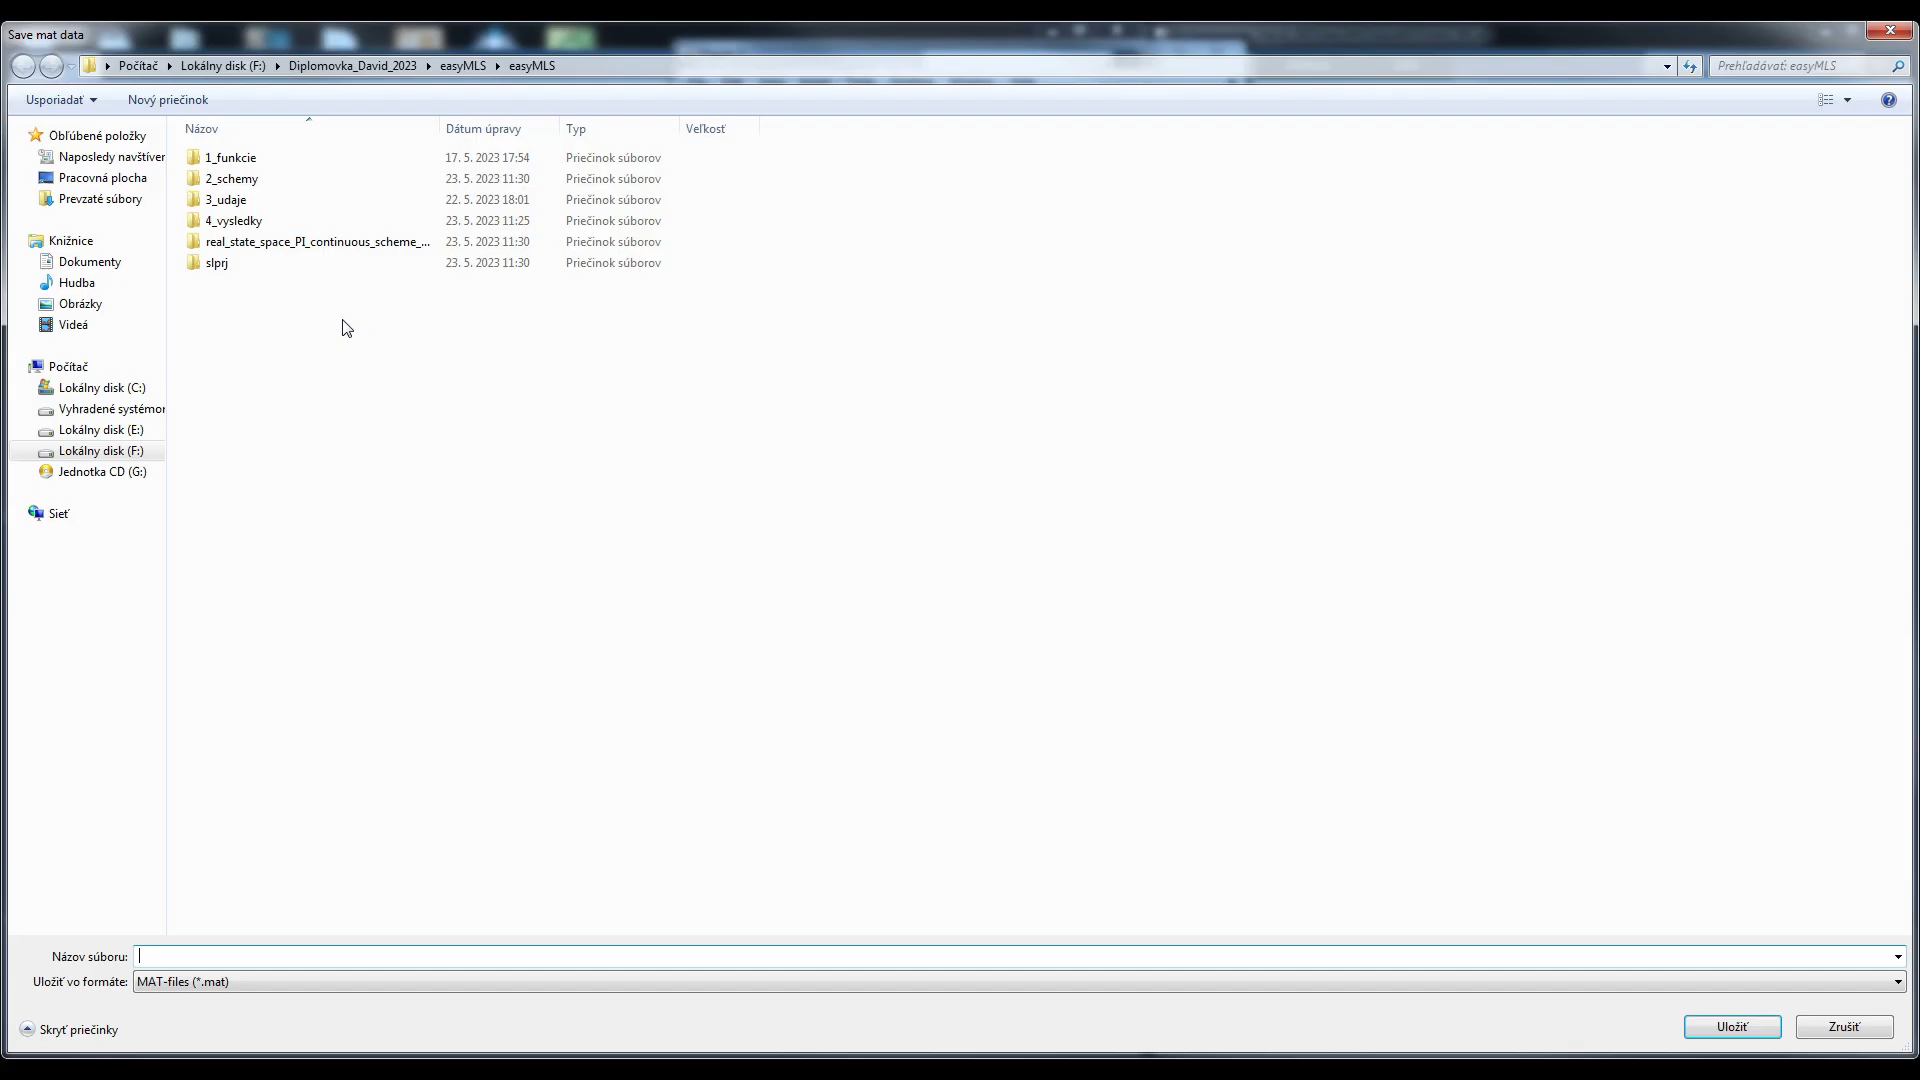 Save mat data
Počítač Lokálny disk (F:) Diplomovka_David_2023 easyMLS easyMLS Prehľadávať: easyMLS
Usporiadať Nový priečinok
Názov Dátum úpravy Typ Veľkosť
Obľúbené položky
Naposledy navštíver
Pracovná plocha
Prevzaté súbory
Knižnice
Dokumenty
Hudba
Obrázky
Videá
Počítač
Lokálny disk (C:)
Vyhradené systémor
Lokálny disk (E:)
Lokálny disk (F:)
Jednotka CD (G:)
Sieť
1_funkcie 17. 5. 2023 17:54 Priečinok súborov
2_schemy 23. 5. 2023 11:30 Priečinok súborov
3_udaje 22. 5. 2023 18:01 Priečinok súborov
4_vysledky 23. 5. 2023 11:25 Priečinok súborov
real_state_space_PI_continuous_scheme_... 23. 5. 2023 11:30 Priečinok súborov
slprj 23. 5. 2023 11:30 Priečinok súborov
Názov súboru:
Uložiť vo formáte: MAT-files (*.mat)
Skryť priečinky Uložiť Zrušiť